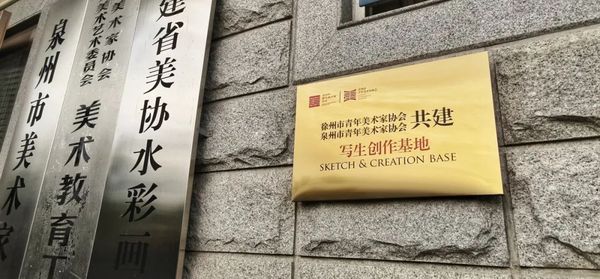 泉州市美术家
美术家协会
美术艺术委员会
美术教育
建省美协水彩画
徐州市青年美术家协会
泉州市青年美术家协会
共建
写生创作基地
SKETCH & CREATION BASE